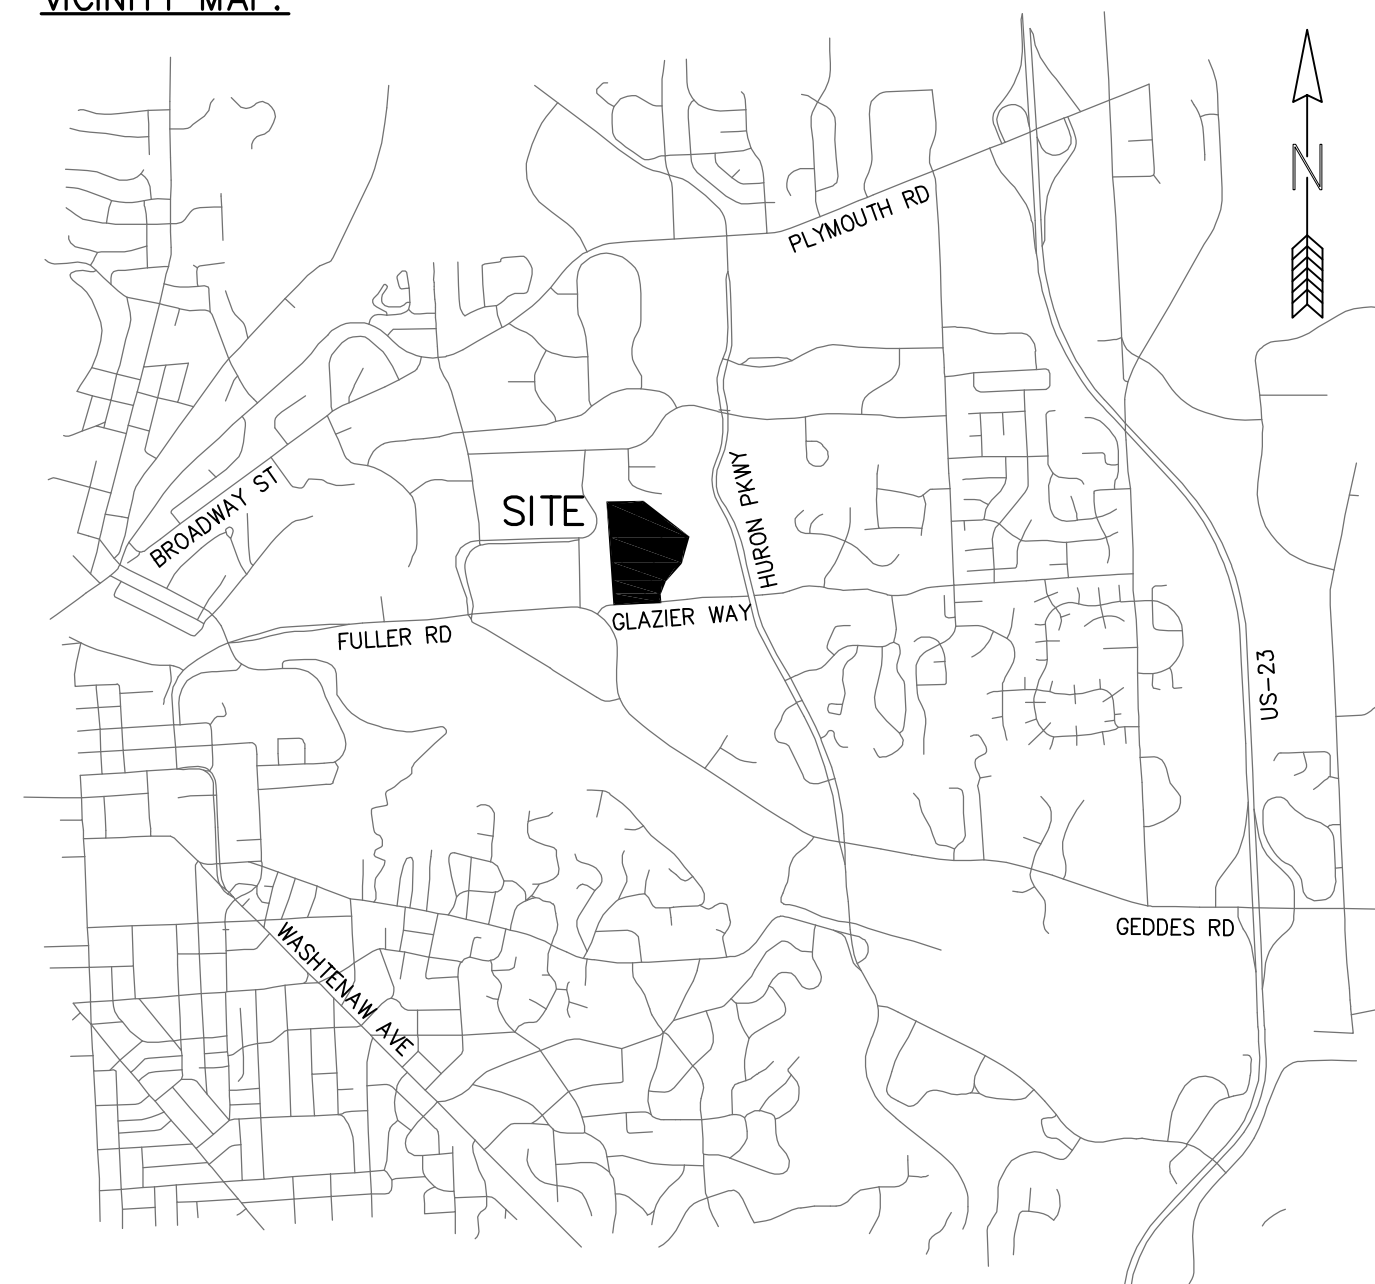 VICINITY MAP:
N
PLYMOUTH RD
HURON PKWY
BROADWAY ST
SITE
GLAZIER WAY
FULLER RD
US-23
GEDDES RD
WASHTENAW AVE